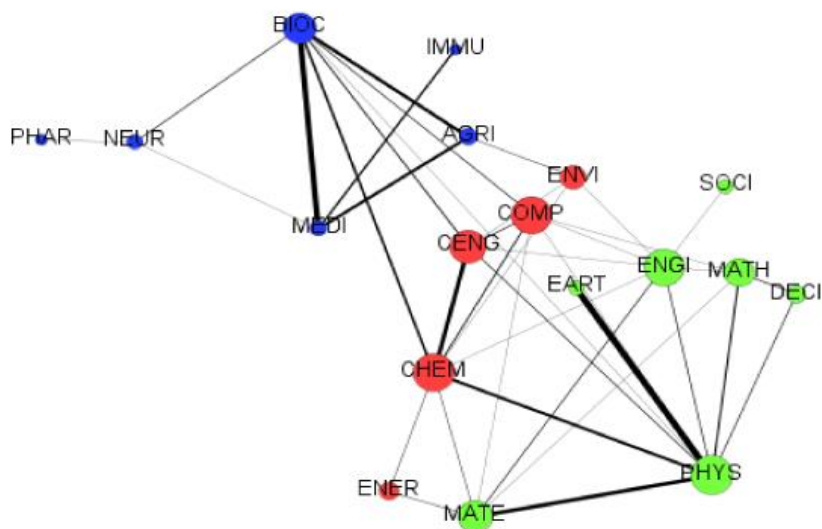 BIOC
IMMU
PHAR
NEUR
AGRI
ENVI
SOCI
COMP
MEDI
CENG
ENGI
MATH
EART
DECI
CHEM
PHYS
ENER
MATE